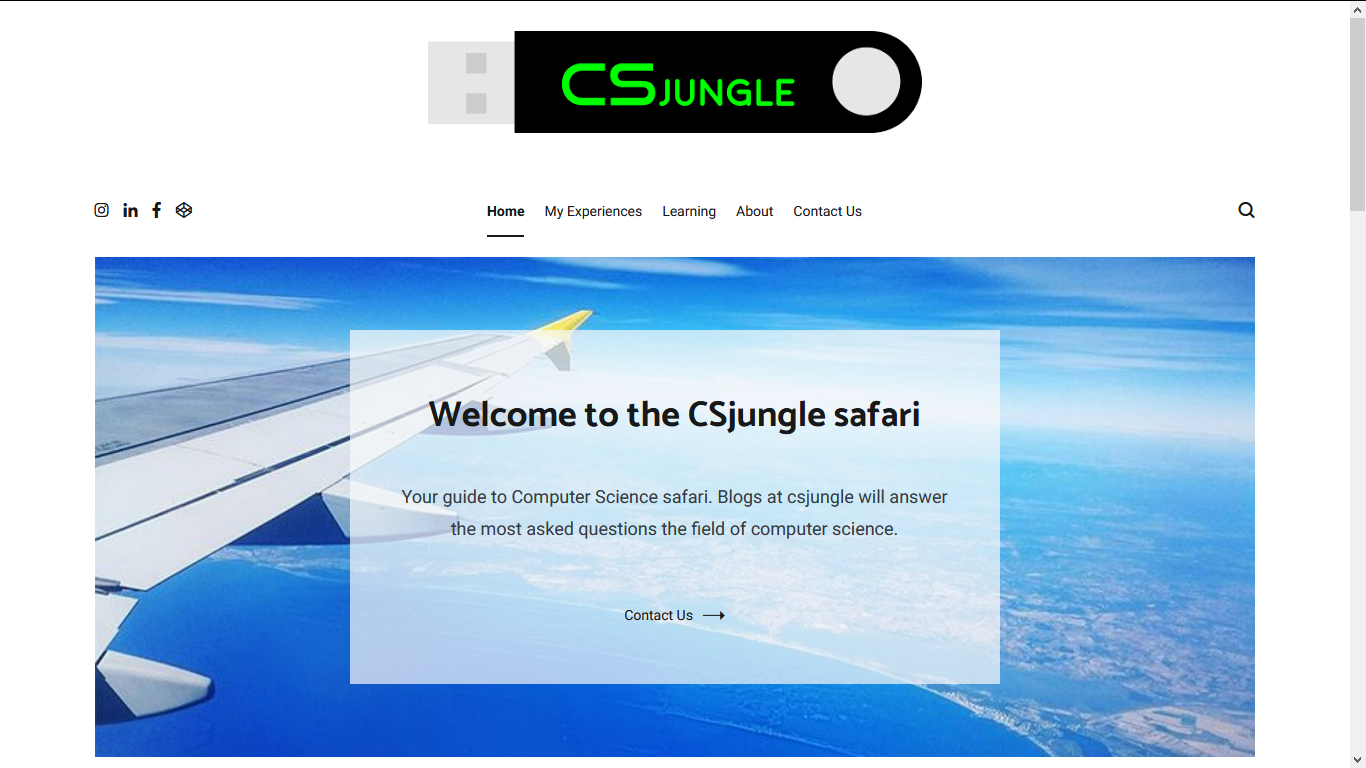 CSJUNGLE
Home My Experiences Learning About Contact Us
Welcome to the CSjungle safari
Your guide to Computer Science safari. Blogs at csjungle will answer
the most asked questions the field of computer science.
Contact Us